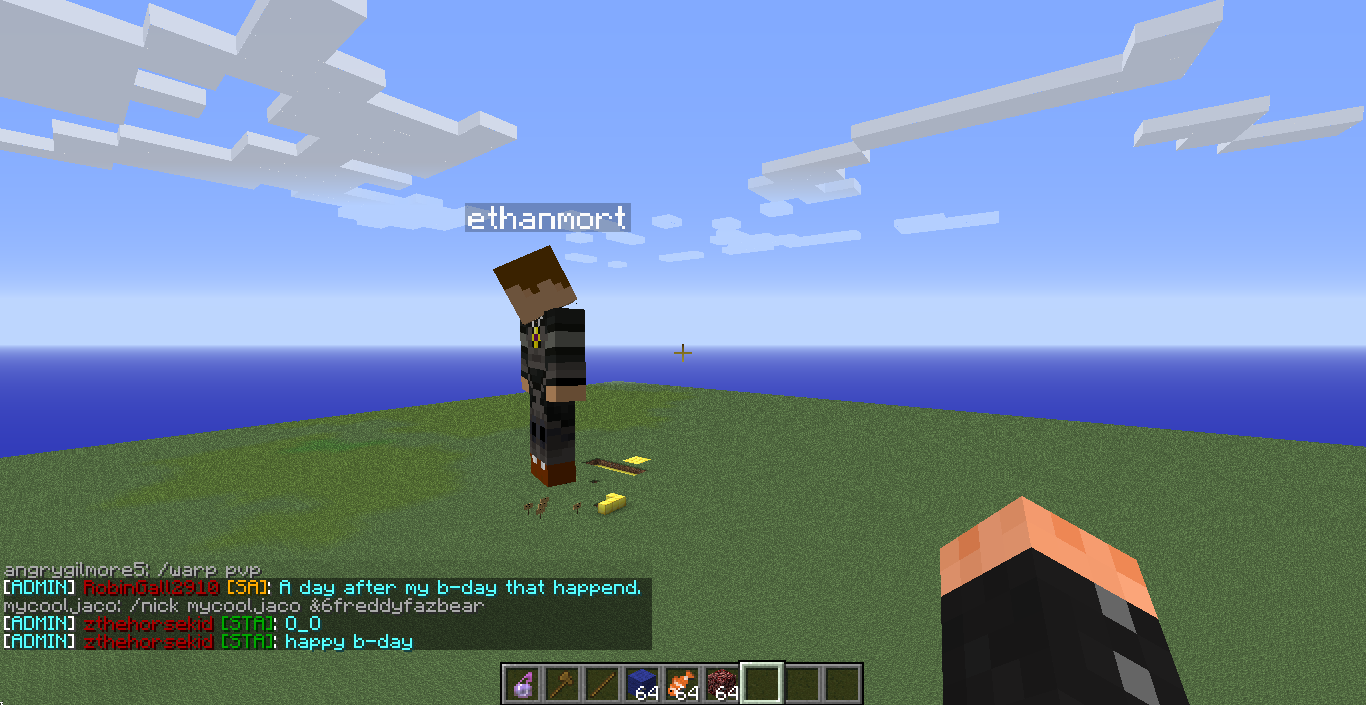 ethanmort
angrygilmore5: /warp pvp
[ADMIN] RobinGall2910 [SA]: A day after my b-day that happend.
mycooljaco: /nick mycooljaco &6freddyfazbear
[ADMIN] zthehorsekid [STA]: O_O
[ADMIN] zthehorsekid [STA]: happy b-day
64 64 64